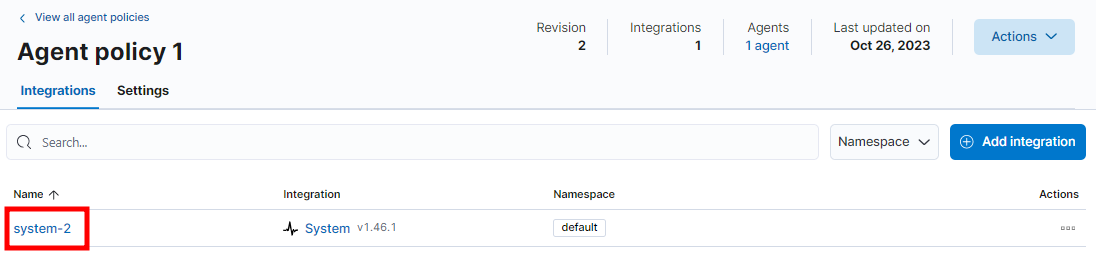 View all agent policies
Agent policy 1
Revision
2
Integrations
1
Agents
1 agent
Last updated on
Oct 26, 2023
Actions
Integrations Settings
Search...
Namespace
Add integration
Name Integration Namespace Actions
system-2 System v1.46.1 default